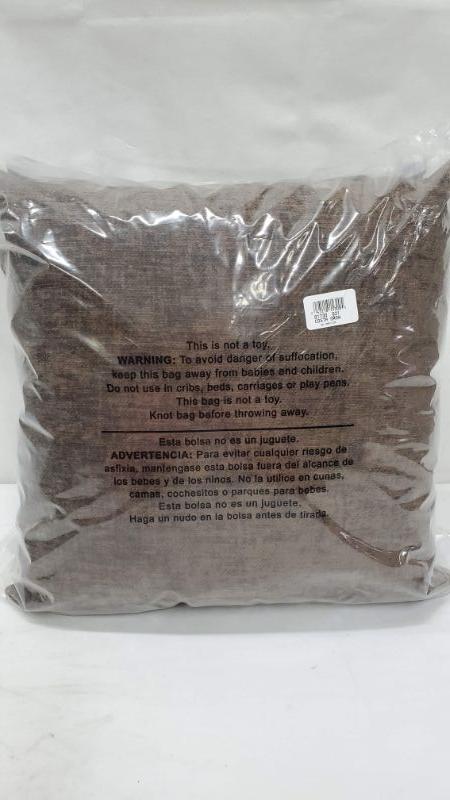 This is not a toy.
WARNING: To avoid danger of suffocation,
keep this bag away from babies end children.
Do not use in cribs, beds, carriages or play pens.
This bag is not a toy.
Knot bag before throwing away.
Esta bolsa no es un juguete.
ADVERTENCIA: Para evitar cualquier riesgo de
asfixia, mantengase esta bolsa fuera del alcance de
los bebes y de los ninos. No la utilice en cunas,
camas, cochesitos o parques para bebes.
Esta bolsa no es un juguete.
Haga un nudo en la bolsa antes de tirarla.